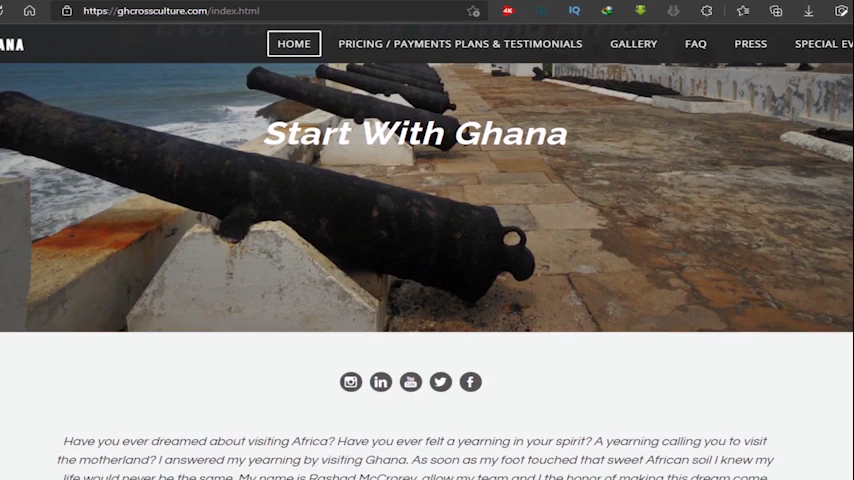 https://ghcrossculture.com/index.html
4K
IQ
ANA
HOME
PRICING / PAYMENTS PLANS & TESTIMONIALS
GALLERY
FAQ
PRESS
SPECIAL EV
Start With Ghana
in
You
Tube
f
Have you ever dreamed about visiting Africa? Have you ever felt a yearning in your spirit? A yearning calling you to visit
the motherland? I answered my yearning by visiting Ghana. As soon as my foot touched that sweet African soil I knew my
life would never be the same. My name is Rashad McCrorey, allow my team and I the honor of making this dream come